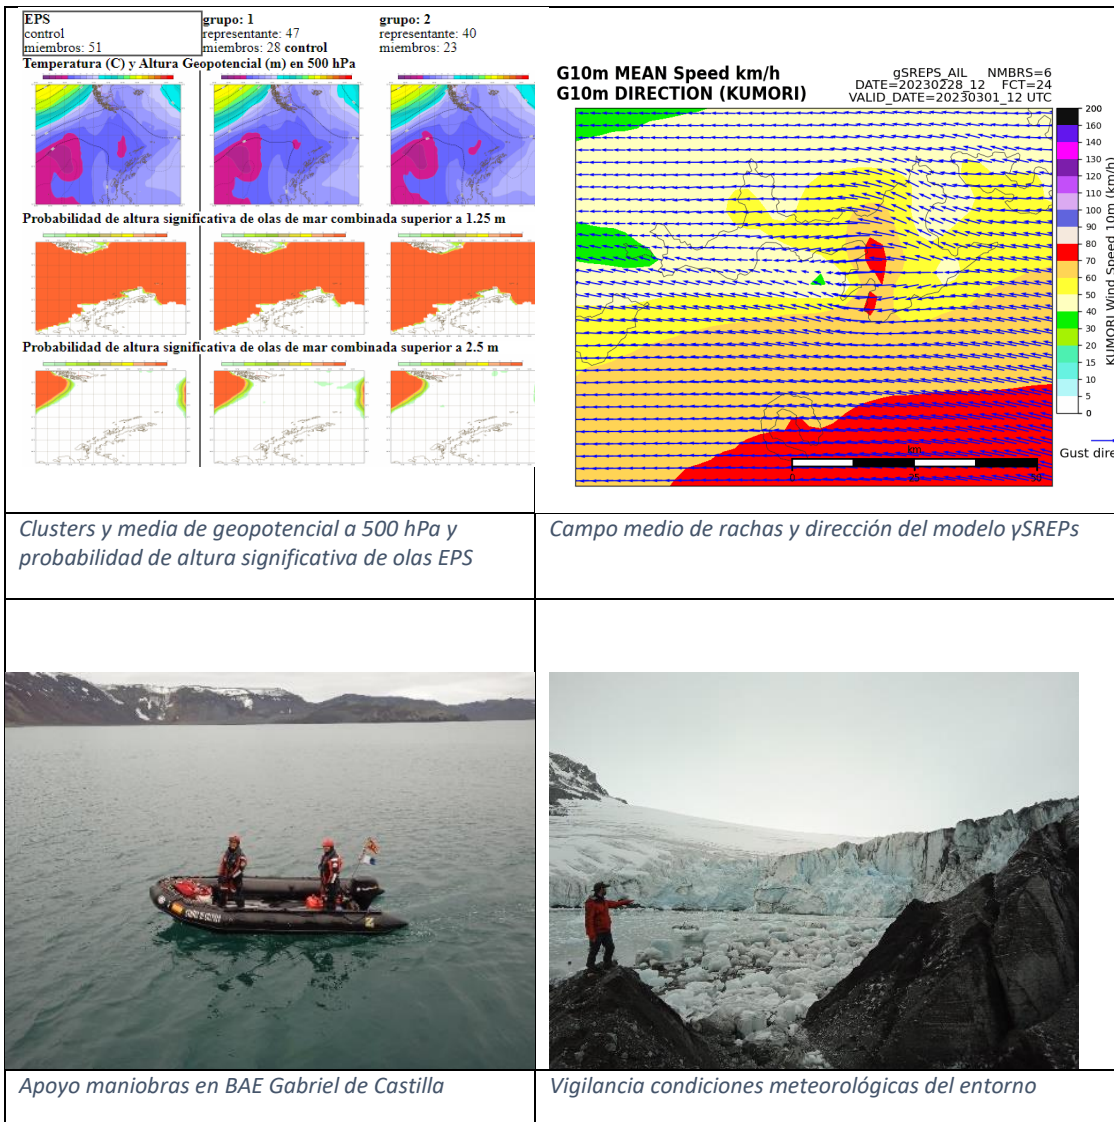 EPS
control
miembros: 51
grupo: 1
representante: 47
miembros: 28 control
grupo: 2
representante: 40
miembros: 23
Temperatura (C) y Altura Geopotencial (m) en 500 hPa
Probabilidad de altura significativa de olas de mar combinada superior a 1.25 m
Probabilidad de altura significativa de olas de mar combinada superior a 2.5 m
G10m MEAN Speed km/h
G10m DIRECTION (KUMORI)
gSREPS_AIL NMBRS=6
DATE=20230228_12 FCT=24
VALID_DATE=20230301_12 UTC
200
160
140
130
120
110
100
90
80
70
60
50
40
30
20
15
10
5
0
KUMORI Wind Speed 10m (km/h)
Gust dire
km
0 25 50
Clusters y media de geopotencial a 500 hPa y
probabilidad de altura significativa de olas EPS
Campo medio de rachas y dirección del modelo γSREPs
Apoyo maniobras en BAE Gabriel de Castilla
Vigilancia condiciones meteorológicas del entorno